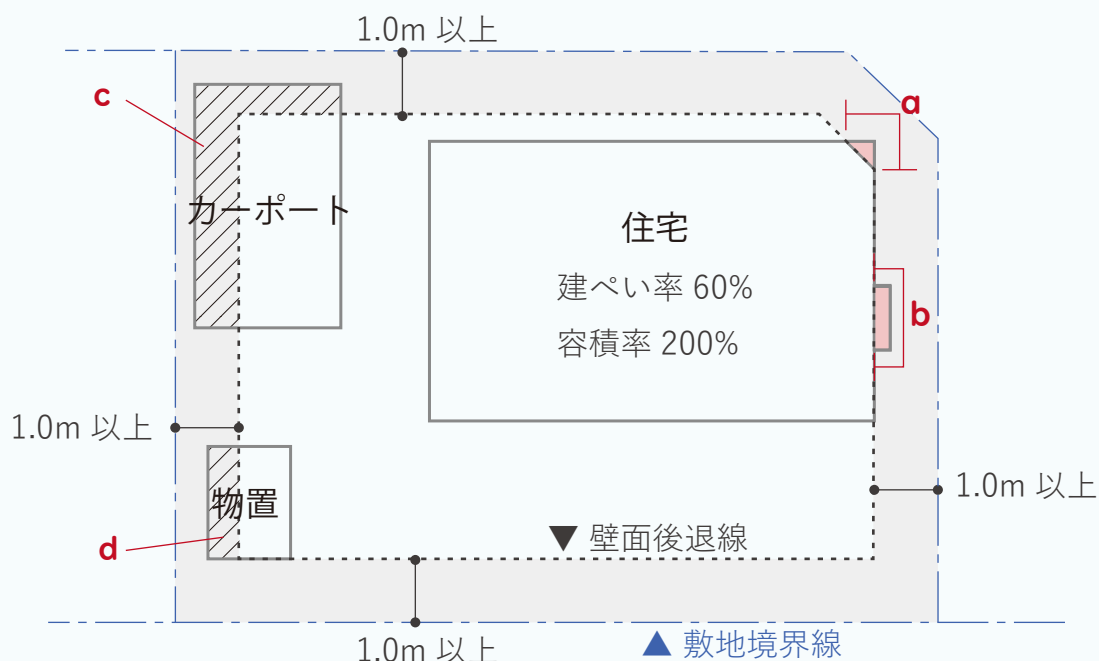 1.0m 以上
c
a
カーポート
住宅
建ぺい率 60%
容積率 200%
b
1.0m 以上
物置
1.0m 以上
d
▼ 壁面後退線
1.0m 以上
▲ 敷地境界線